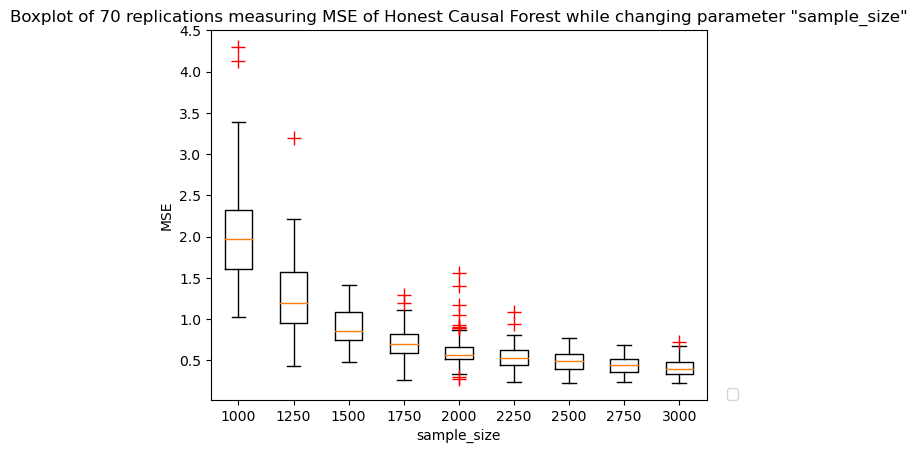 Boxplot of 70 replications measuring MSE of Honest Causal Forest while changing parameter "sample_size"
4.5
4.0
3.5
3.0
2.5
2.0
1.5
1.0
0.5
MSE
1000 1250 1500 1750 2000 2250 2500 2750 3000
sample_size